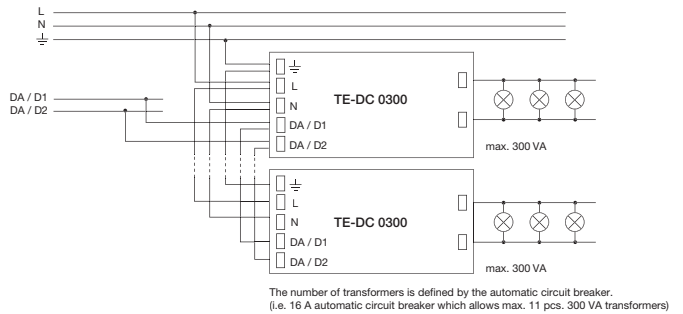 L
N
DA / D1
DA / D2
L
N
DA / D1
DA / D2
TE-DC 0300
max. 300 VA
L
N
DA / D1
DA / D2
TE-DC 0300
max. 300 VA
The number of transformers is defined by the automatic circuit breaker.
(i.e. 16 A automatic circuit breaker which allows max. 11 pcs. 300 VA transformers)